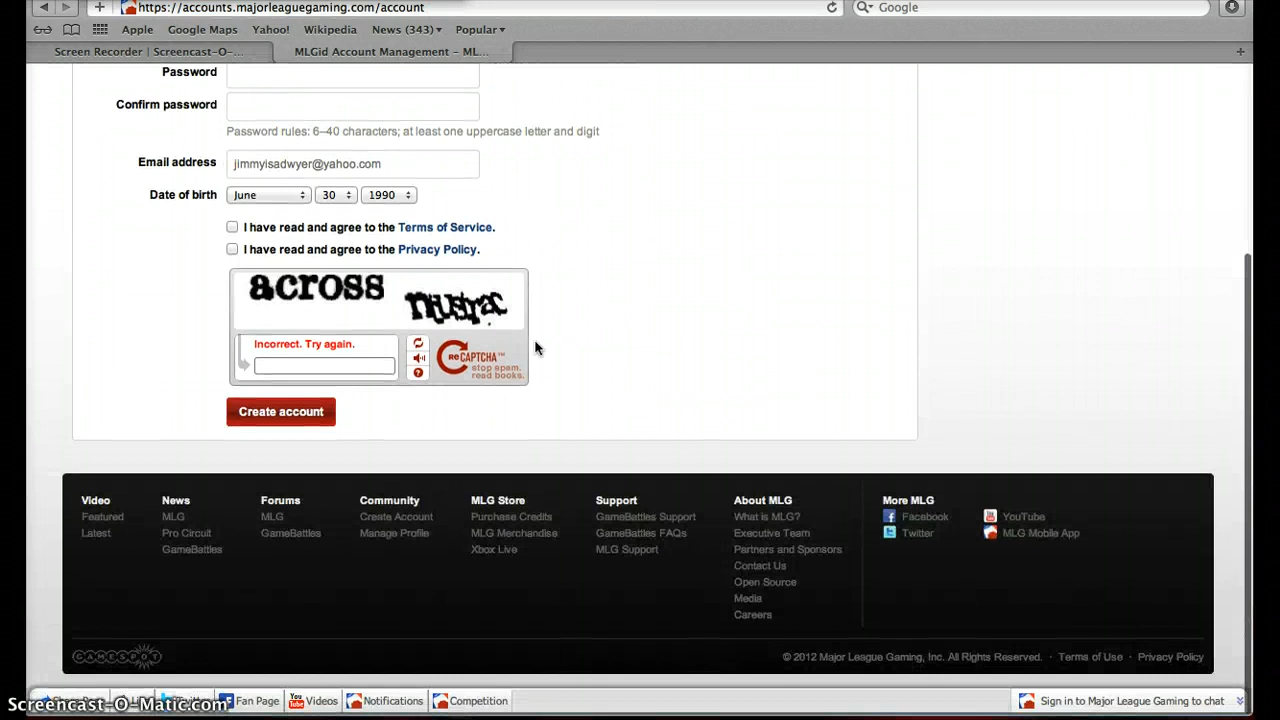 https://accounts.majorleaguegaming.com/account
Google
Apple Google Maps Yahoo! Wikipedia News (343) Popular
Screen Recorder | Screencast-O-...
MLGid Account Management – ML...
Password
Confirm password
Password rules: 6–40 characters; at least one uppercase letter and digit
Email address jimmyisadwyer@yahoo.com
Date of birth June 30 1990
I have read and agree to the Terms of Service.
I have read and agree to the Privacy Policy.
across
Incorrect. Try again.
reCAPTCHA™
stop spam.
read books.
Create account
Video News Forums Community MLG Store Support About MLG More MLG
Featured MLG MLG Create Account Purchase Credits GameBattles Support What is MLG? Facebook YouTube
Latest Pro Circuit GameBattles Manage Profile MLG Merchandise GameBattles FAQs Executive Team Twitter MLG Mobile App
GameBattles Xbox Live MLG Support Partners and Sponsors
Contact Us
Open Source
Media
Careers
GAMESPOT
© 2012 Major League Gaming, Inc. All Rights Reserved. · Terms of Use · Privacy Policy
Screencast-O-Matic.com
Fan Page You Tube Videos Notifications Competition
Sign in to Major League Gaming to chat